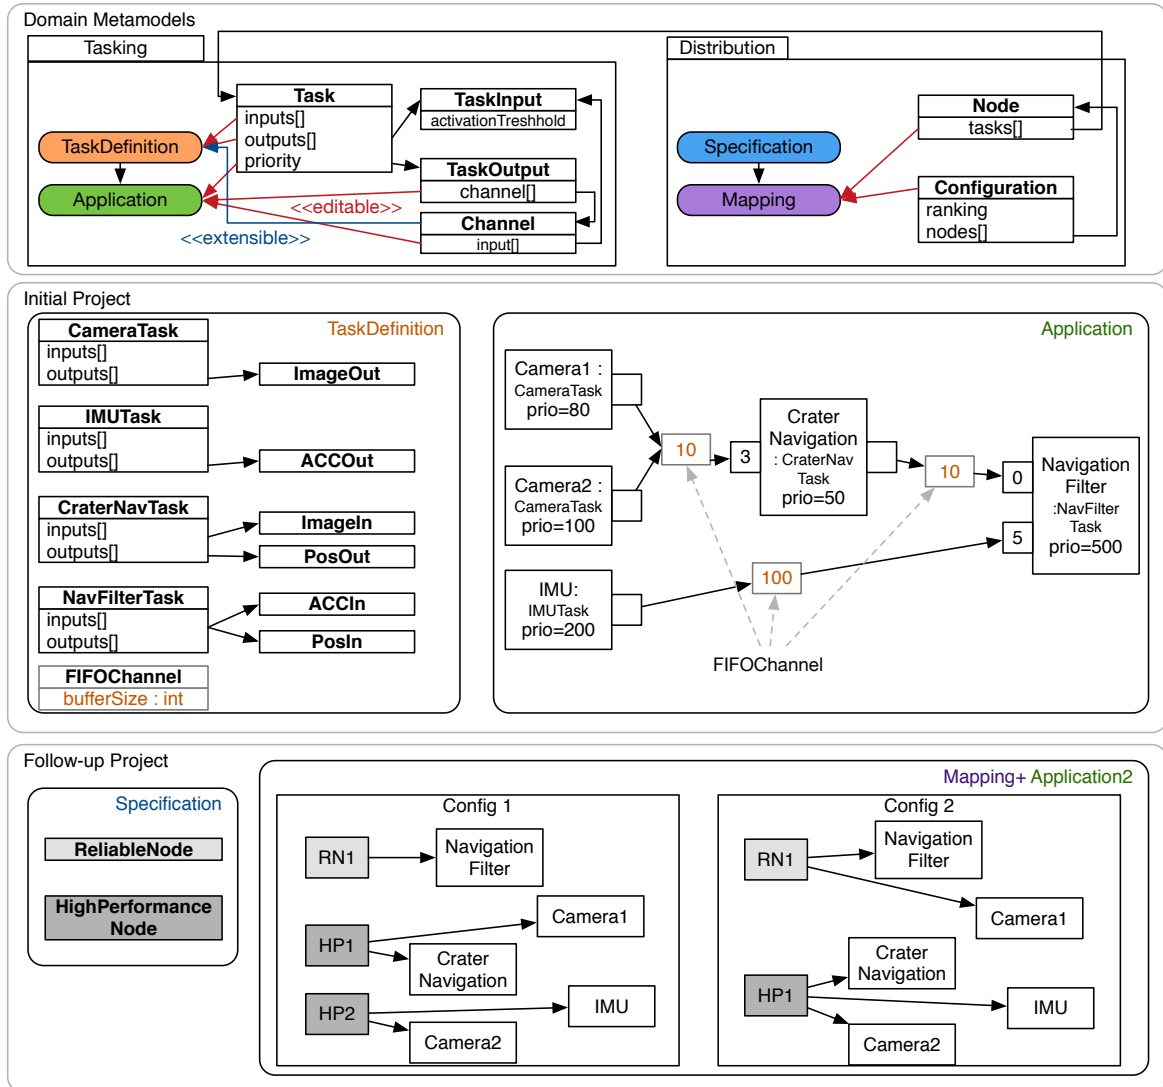 Domain Metamodels
Tasking
Task
inputs[]
outputs[]
priority
TaskInput
activationTreshhold
TaskOutput
channel[]
Channel
input[]
TaskDefinition
Application
<<editable>>
<<extensible>>
Distribution
Specification
Mapping
Node
tasks[]
Configuration
ranking
nodes[]
Initial Project
TaskDefinition
CameraTask
inputs[]
outputs[]
ImageOut
IMUTask
inputs[]
outputs[]
ACCOut
CraterNavTask
inputs[]
outputs[]
ImageIn
PosOut
NavFilterTask
inputs[]
outputs[]
ACCIn
PosIn
FIFOChannel
bufferSize : int
Application
Camera1 :
CameraTask
prio=80
Camera2 :
CameraTask
prio=100
IMU:
IMUTask
prio=200
10
3
Crater
Navigation
: CraterNav
Task
prio=50
10
100
0
5
Navigation
Filter
:NavFilter
Task
prio=500
FIFOChannel
Follow-up Project
Specification
ReliableNode
HighPerformance
Node
Mapping+ Application2
Config 1
RN1
Navigation
Filter
HP1
Camera1
Crater
Navigation
HP2
IMU
Camera2
Config 2
RN1
Navigation
Filter
Camera1
HP1
Crater
Navigation
IMU
Camera2